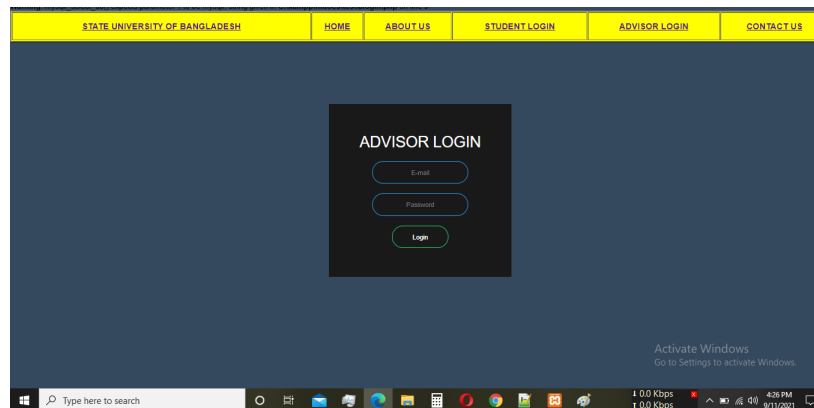 STATE UNIVERSITY OF BANGLADESH HOME ABOUT US STUDENT LOGIN ADVISOR LOGIN CONTACT US
ADVISOR LOGIN
E-mail
Password
Login
Activate Windows
Go to Settings to activate Windows.
Type here to search
0.0 Kbps
0.0 Kbps
4:26 PM
9/11/2021